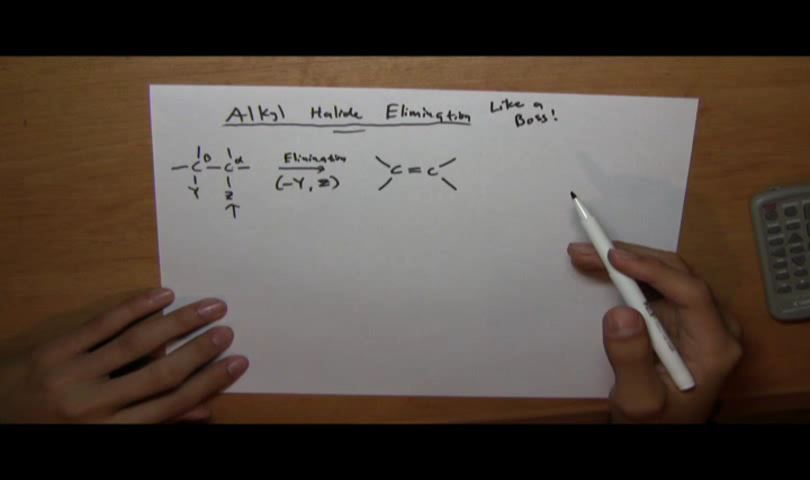 Alkyl Halide Elimination
Like a
Boss!
β α
— C — C — Elimination C = C
Y Z (-Y, Z)
↑